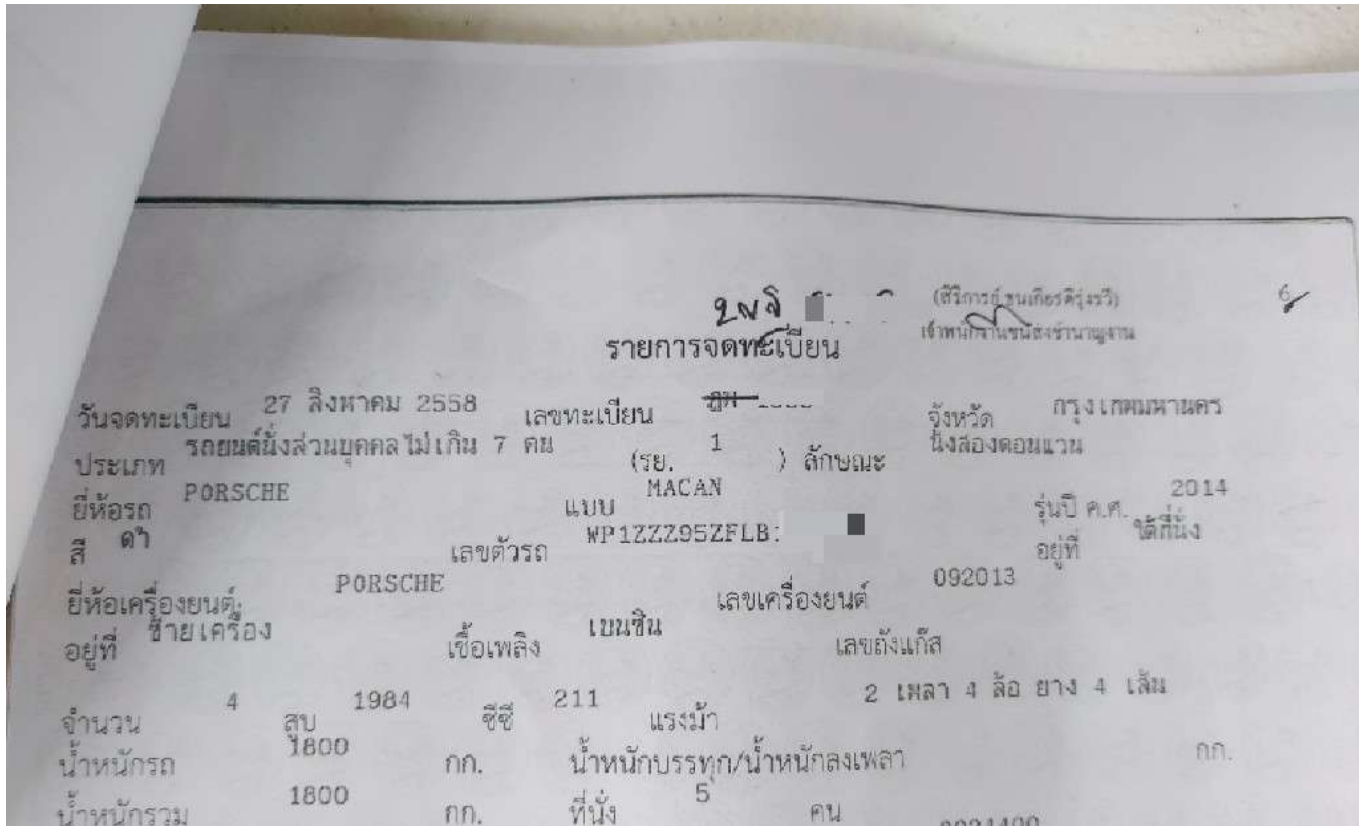 (สิริการย์ ชนเกียรติรุ่งรวี) 6
เจ้าพนักงานขนส่งชำนาญงาน
รายการจดทะเบียน
วันจดทะเบียน 27 สิงหาคม 2558 เลขทะเบียน จังหวัด กรุงเทพมหานคร
ประเภท รถยนต์นั่งส่วนบุคคลไม่เกิน 7 คน (รย. 1 ) ลักษณะ นั่งสองตอนแวน
ยี่ห้อรถ PORSCHE แบบ MACAN รุ่นปี ค.ศ. 2014
สี ดำ เลขตัวรถ WP1ZZZ95ZFLB อยู่ที่ ใต้ที่นั่ง
ยี่ห้อเครื่องยนต์ PORSCHE เลขเครื่องยนต์ 092013
อยู่ที่ ซ้ายเครื่อง เชื้อเพลิง เบนซิน เลขถังแก๊ส
จำนวน 4 สูบ 1984 ซีซี 211 แรงม้า 2 เพลา 4 ล้อ ยาง 4 เส้น
น้ำหนักรถ 1800 กก. น้ำหนักบรรทุก/น้ำหนักลงเพลา กก.
น้ำหนักรวม 1800 กก. ที่นั่ง 5 คน